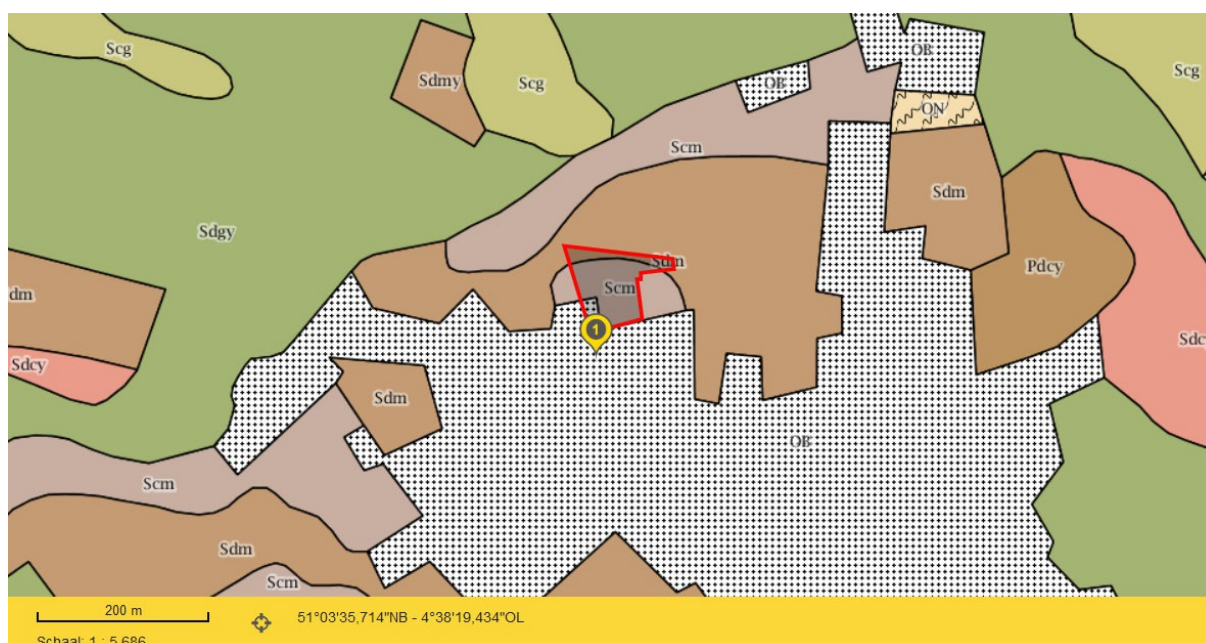 Scg
Sdmy
Scg
OB
OB
Scg
ON
Scm
Sdm
Sdgy
Sdm
Pdcy
dm
Scm
1
Sdcy
Sdc
Sdm
OB
Scm
Sdm
Scm
200 m
51°03'35,714"NB - 4°38'19,434"OL
Schaal: 1 : 5.686